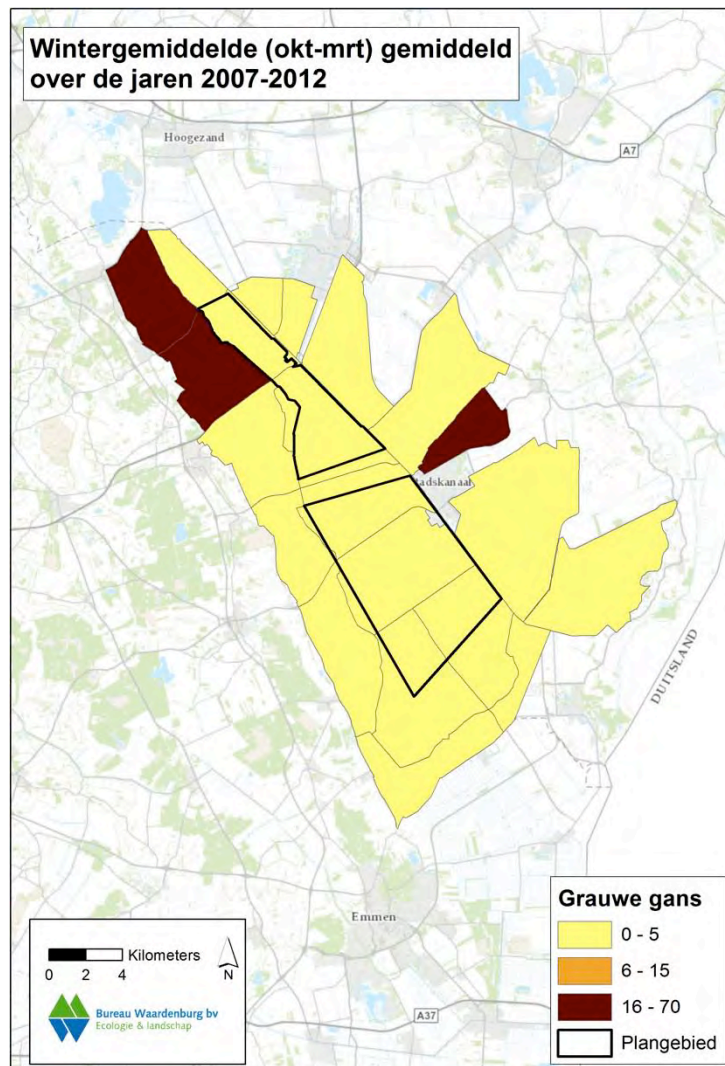 Wintergemiddelde (okt-mrt) gemiddeld
over de jaren 2007-2012
Hoogezand
A7
adskanaal
DUITSLAND
Emmen
A37
Kilometers
0 2 4
N
Bureau Waardenburg bv
Ecologie & landschap
Grauwe gans
0 - 5
6 - 15
16 - 70
Plangebied